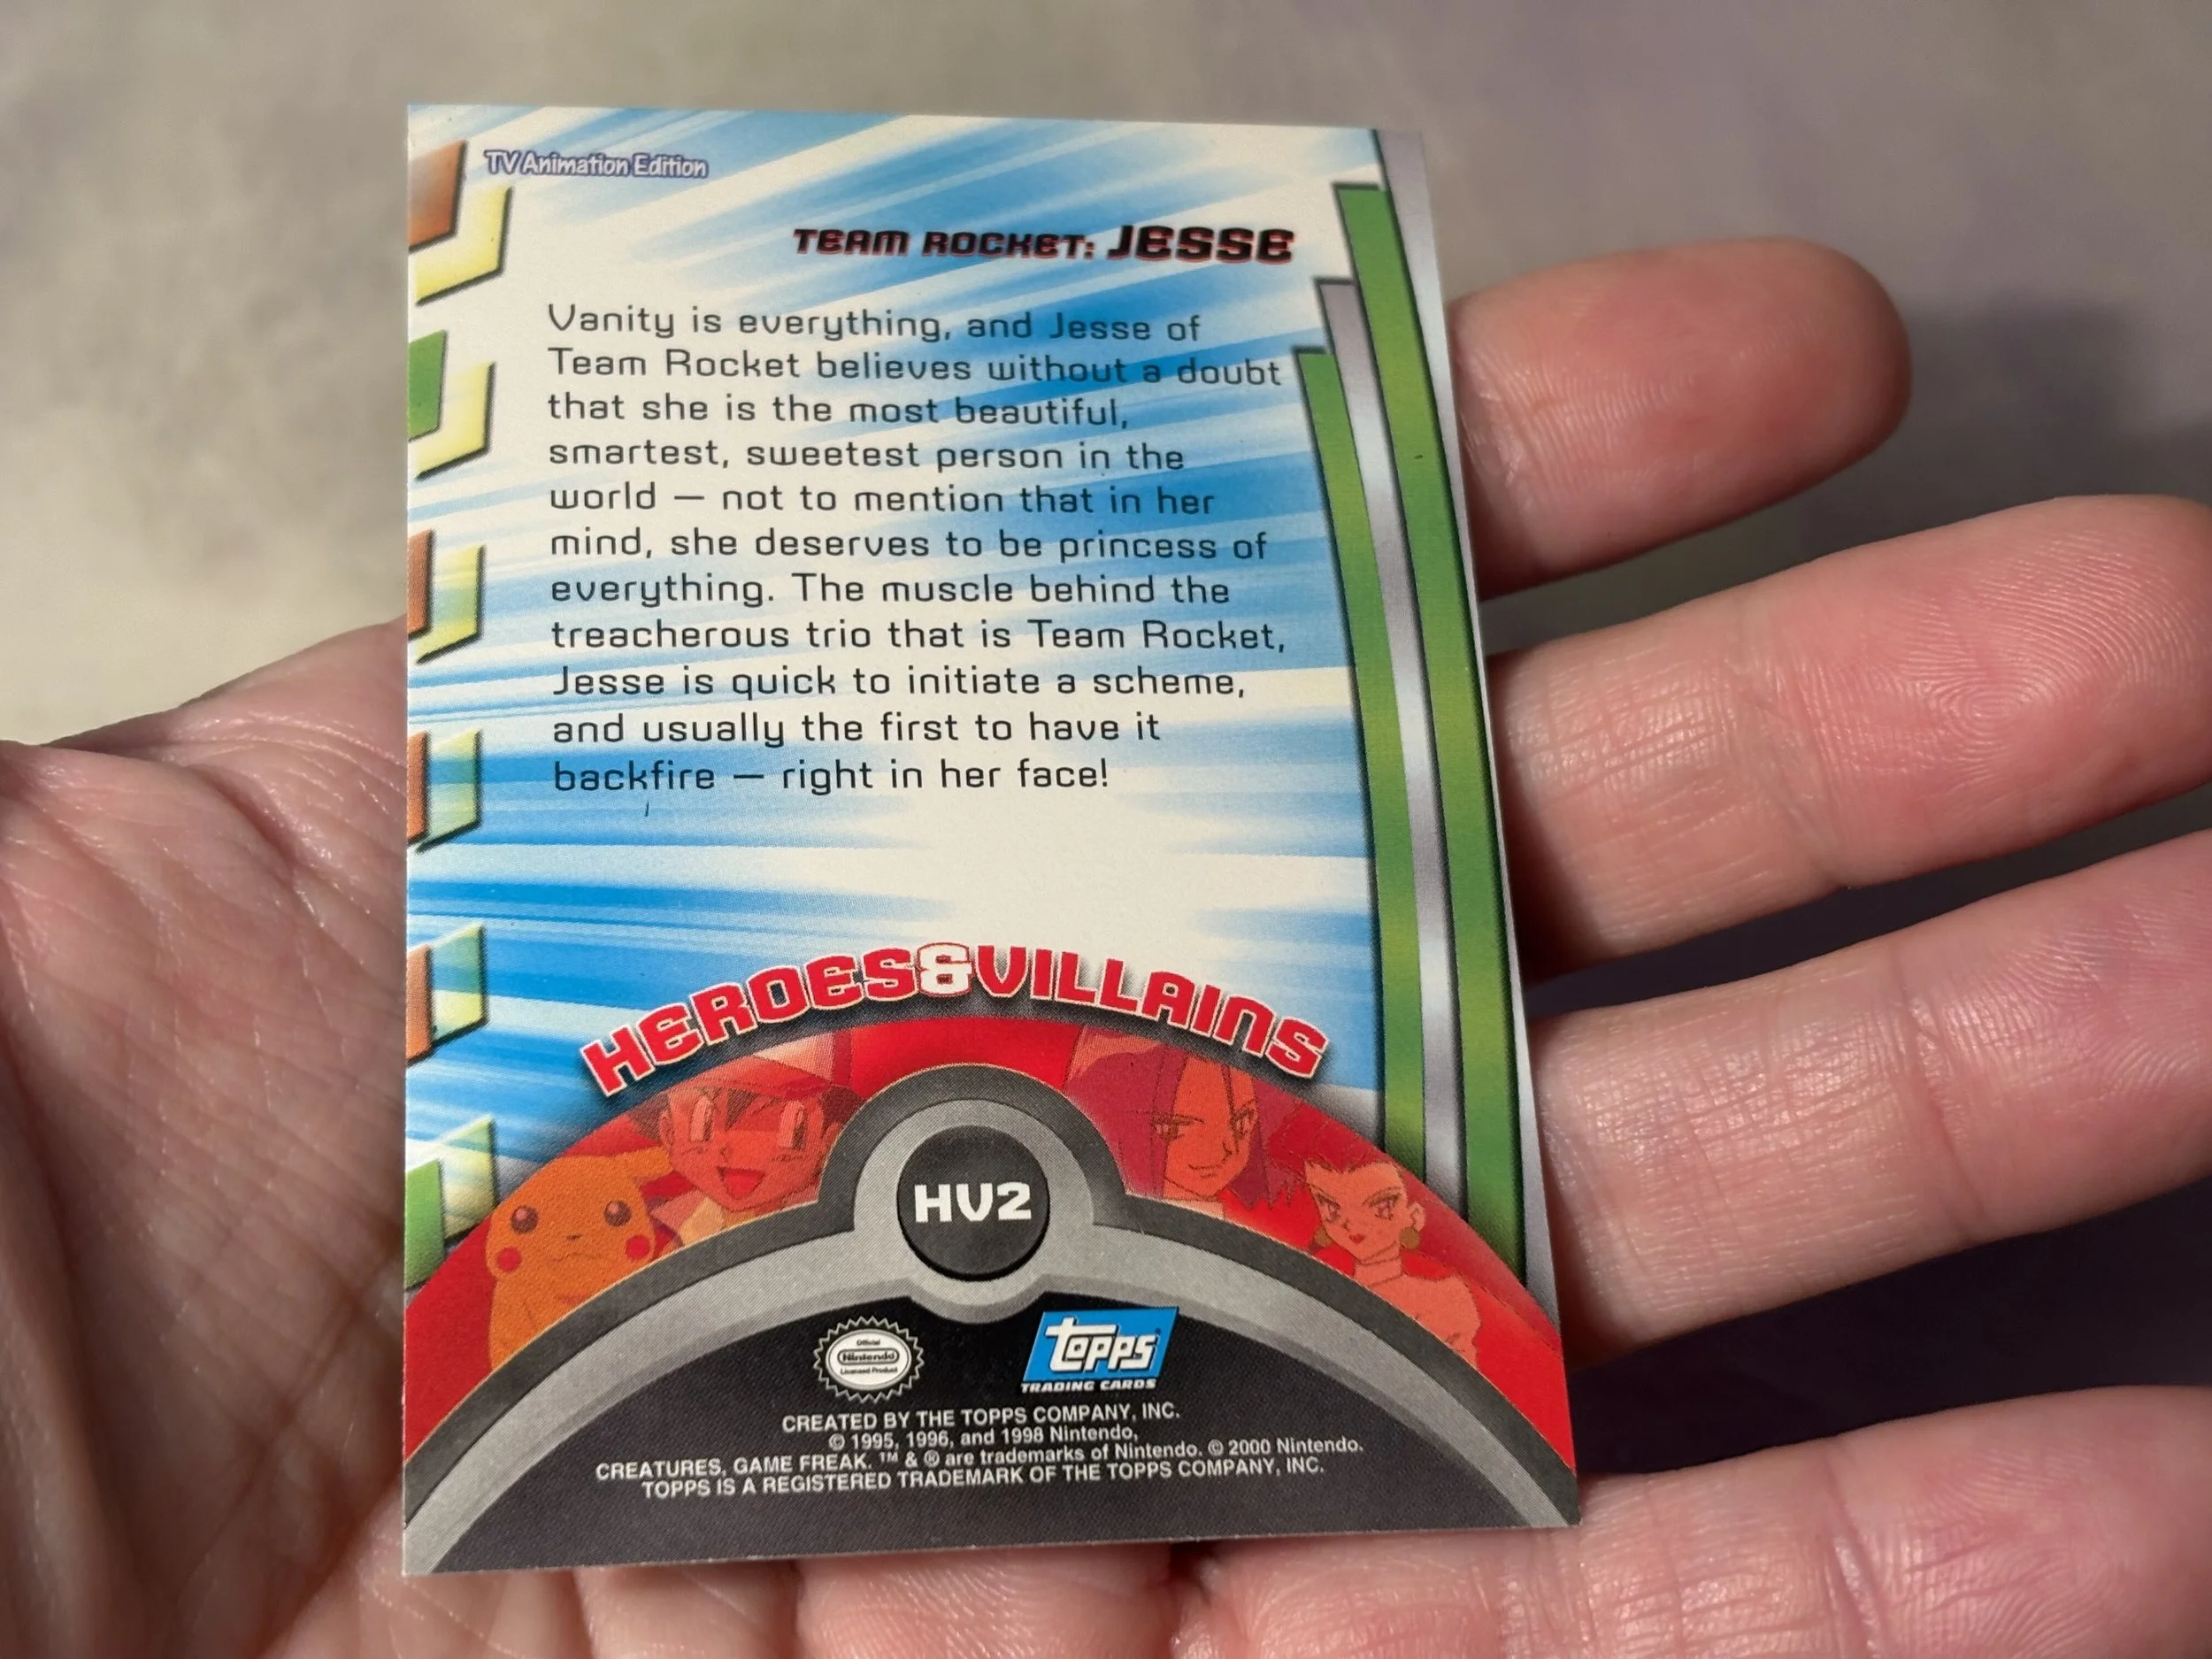 TV Animation Edition
TEAM ROCKET: JESSE
Vanity is everything, and Jesse of
Team Rocket believes without a doubt
that she is the most beautiful,
smartest, sweetest person in the
world — not to mention that in her
mind, she deserves to be princess of
everything. The muscle behind the
treacherous trio that is Team Rocket,
Jesse is quick to initiate a scheme,
and usually the first to have it
backfire — right in her face!
HEROES&VILLAINS
HV2
Official
Nintendo
Licensed Product
Topps®
TRADING CARDS
CREATED BY THE TOPPS COMPANY, INC.
© 1995, 1996, and 1998 Nintendo,
CREATURES, GAME FREAK. ™ & ® are trademarks of Nintendo. © 2000 Nintendo.
TOPPS IS A REGISTERED TRADEMARK OF THE TOPPS COMPANY, INC.